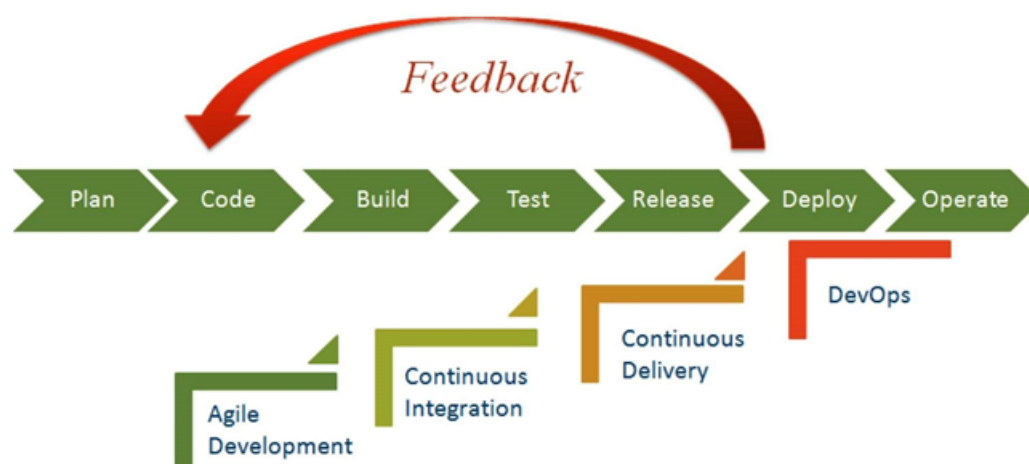 Feedback
Plan Code Build Test Release Deploy Operate
DevOps
Continuous
Delivery
Continuous
Integration
Agile
Development